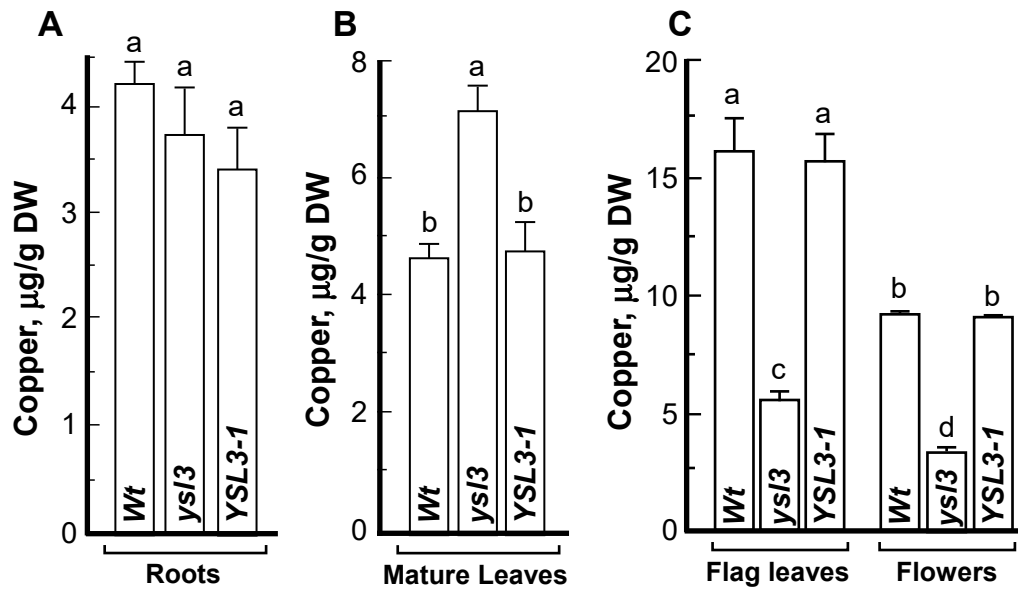 A
Copper, µg/g DW
4
3
2
1
0
a
a
a
Wt
ysl3
YSL3-1
Roots
B
Copper, µg/g DW
8
6
4
2
0
b
a
b
Wt
ysl3
YSL3-1
Mature Leaves
C
Copper, µg/g DW
20
15
10
5
0
a
c
a
b
d
b
Wt
ysl3
YSL3-1
Wt
ysl3
YSL3-1
Flag leaves
Flowers